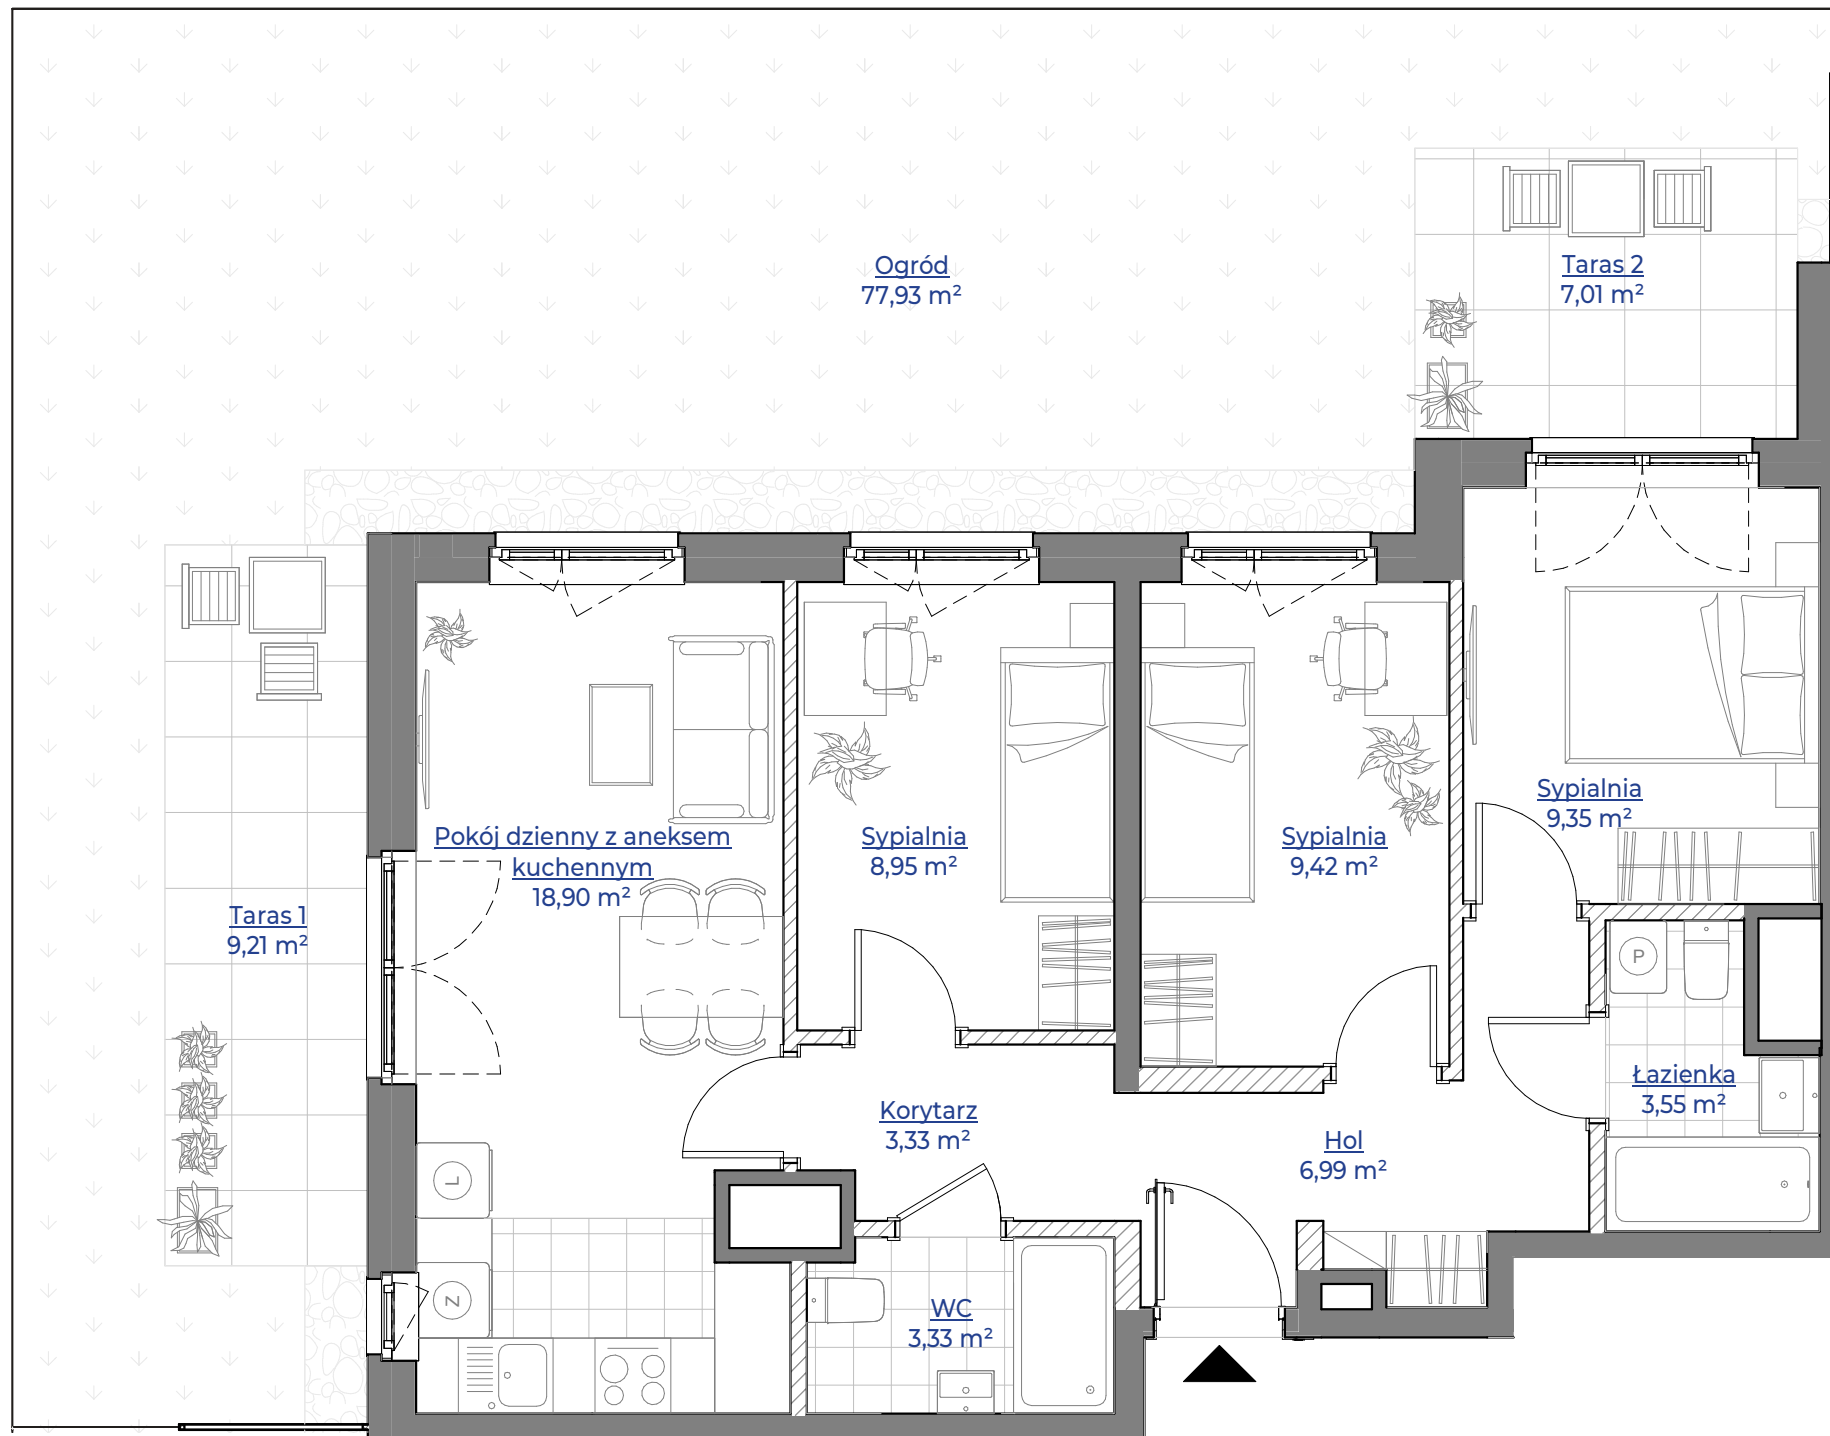 Ogród
77,93 m²
Taras 2
7,01 m²
Sypialnia
9,35 m²
Pokój dzienny z aneksem
kuchennym
18,90 m²
Sypialnia
8,95 m²
Sypialnia
9,42 m²
Taras 1
9,21 m²
P
Łazienka
3,55 m²
Korytarz
3,33 m²
Hol
6,99 m²
L
Z
WC
3,33 m²